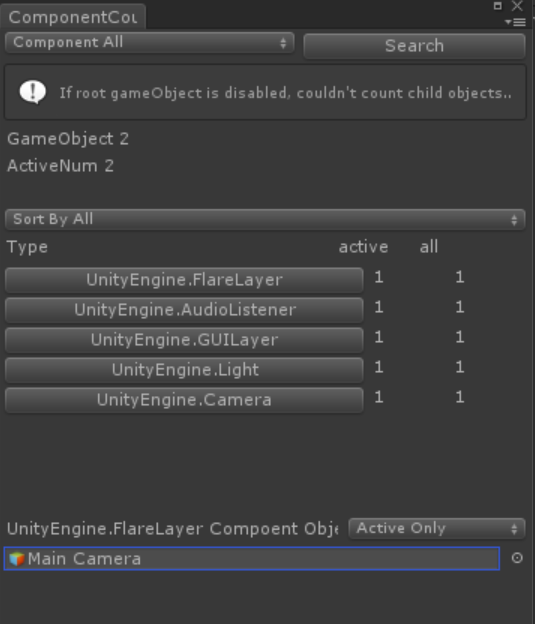 ComponentCou
Component All
Search
If root gameObject is disabled, couldn't count child objects..
GameObject 2
ActiveNum 2
Sort By All
Type active all
UnityEngine.FlareLayer 1 1
UnityEngine.AudioListener 1 1
UnityEngine.GUILayer 1 1
UnityEngine.Light 1 1
UnityEngine.Camera 1 1
UnityEngine.FlareLayer Compoent Obje Active Only
Main Camera